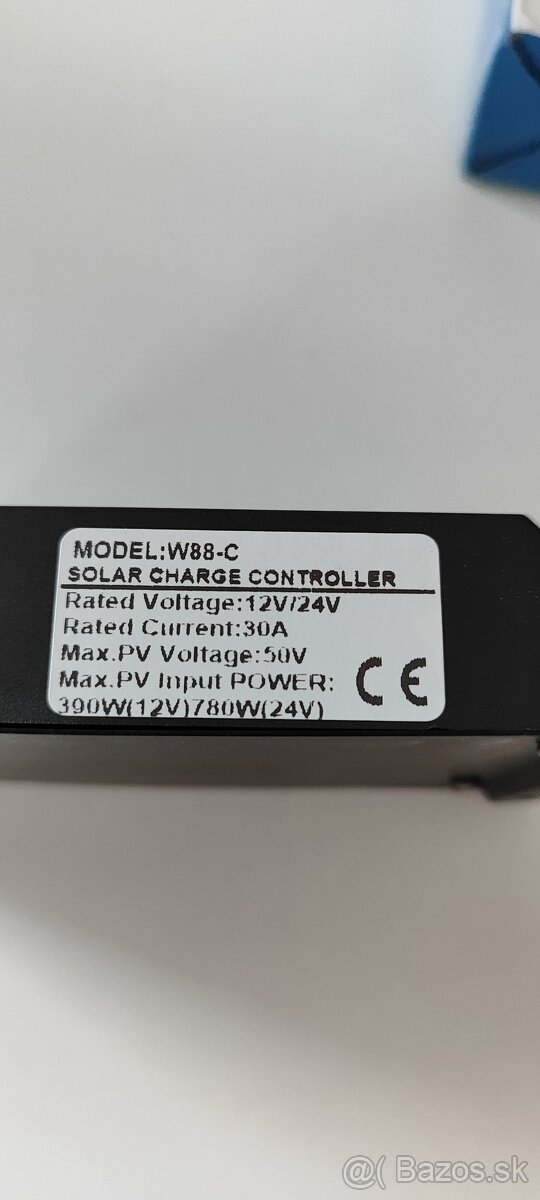 MODEL:W88-C
SOLAR CHARGE CONTROLLER
Rated Voltage:12V/24V
Rated Current:30A
Max.PV Voltage:50V
Max.PV Input POWER:
390W(12V)780W(24V)
CE
@( Bazos.sk